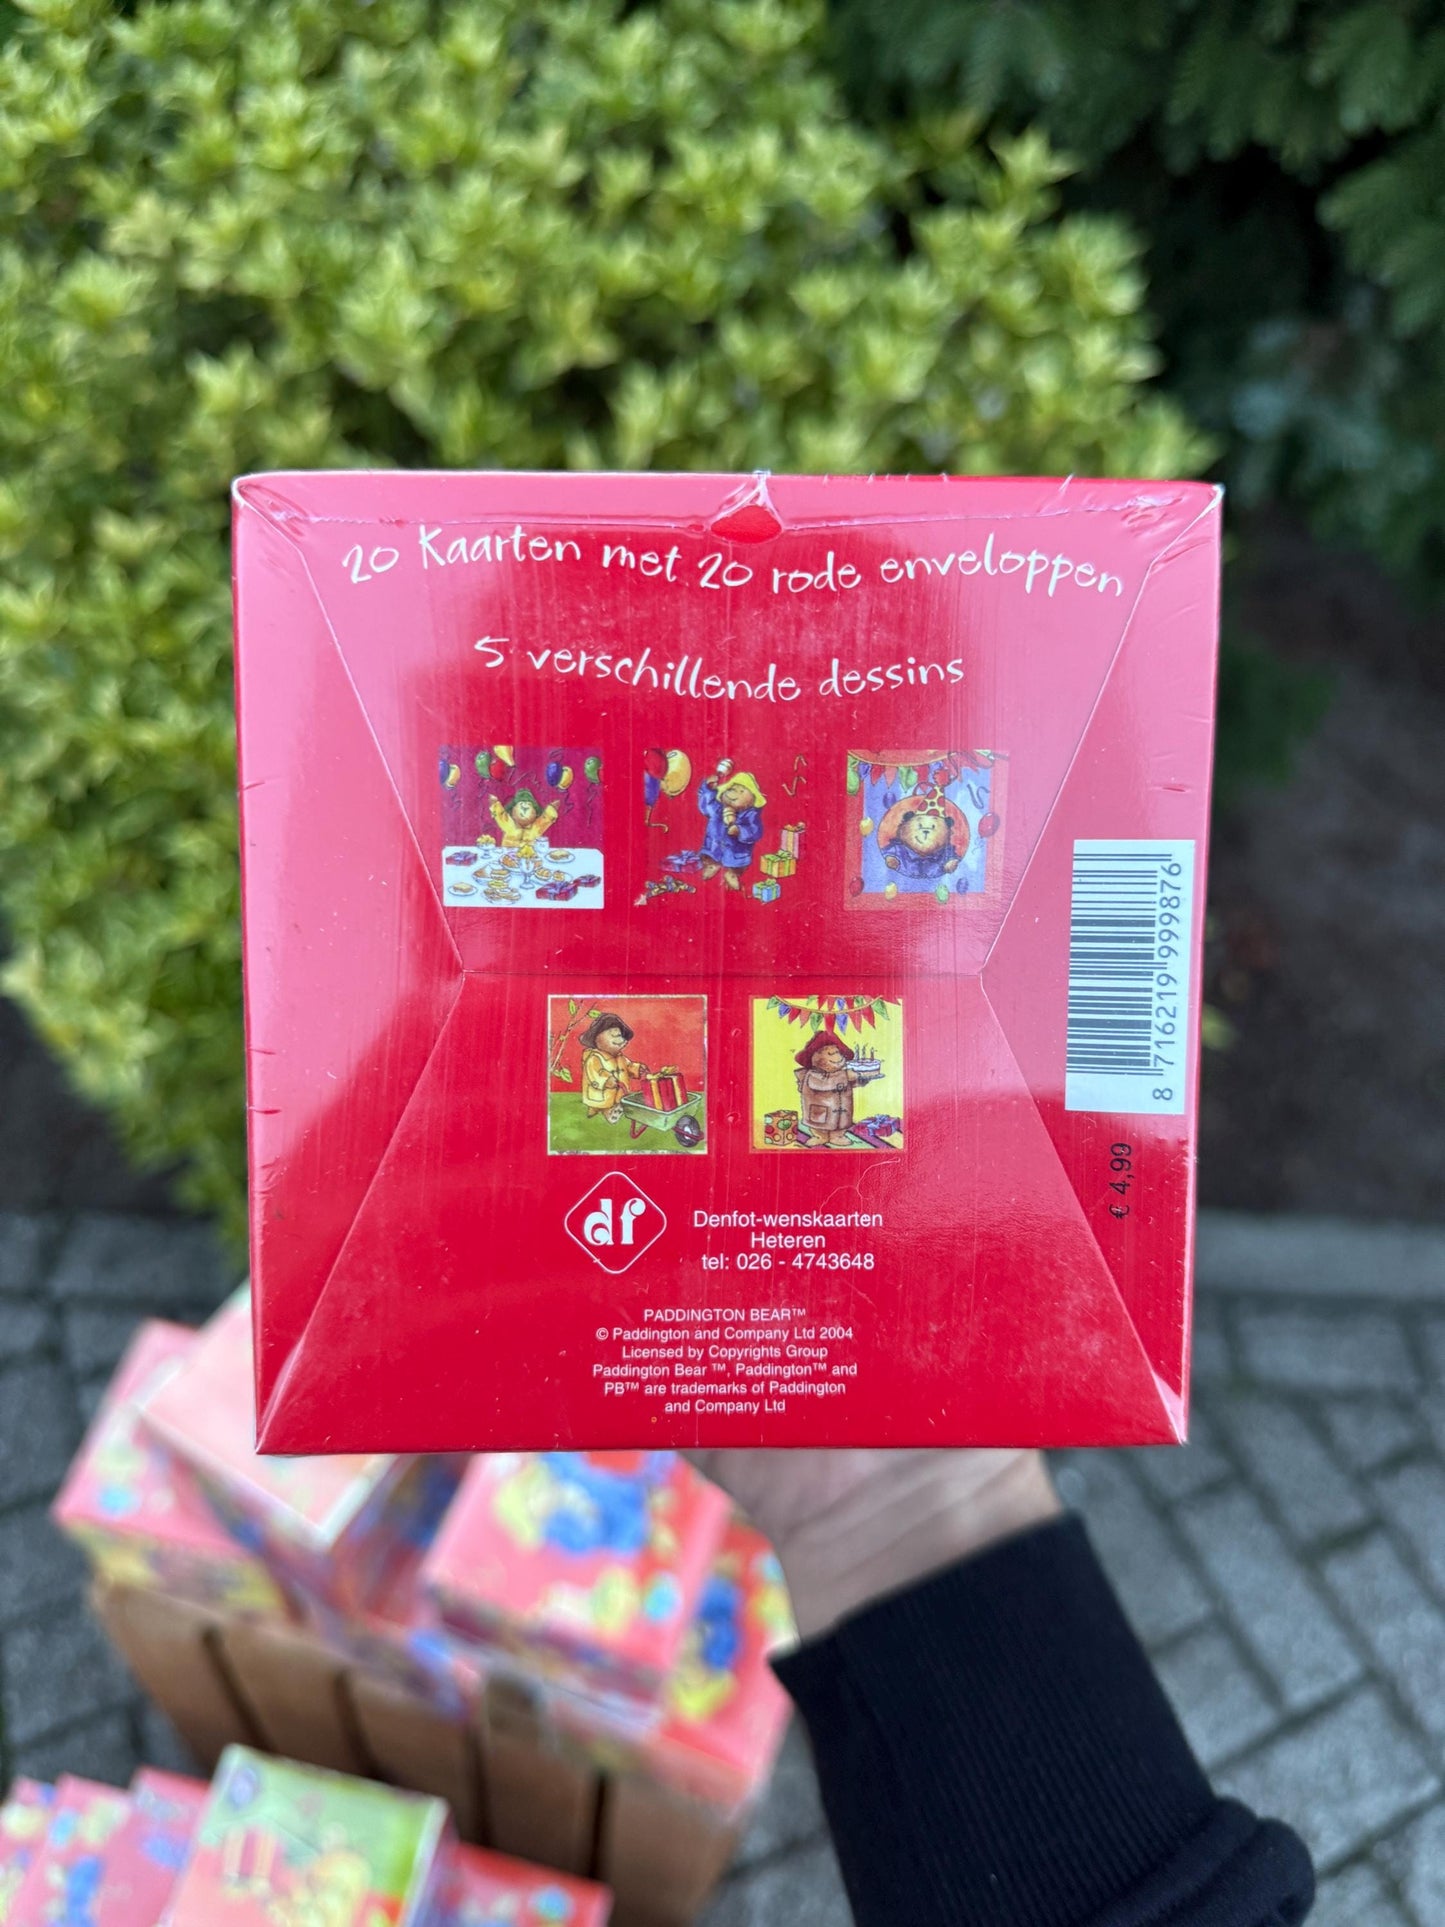 20 Kaarten met 20 rode enveloppen
5 verschillende dessins
8 716219 999876
€ 4,99
df
Denfot-wenskaarten
Heteren
tel: 026 - 4743648
PADDINGTON BEAR™
© Paddington and Company Ltd 2004
Licensed by Copyrights Group
Paddington Bear ™, Paddington™ and
PB™ are trademarks of Paddington
and Company Ltd